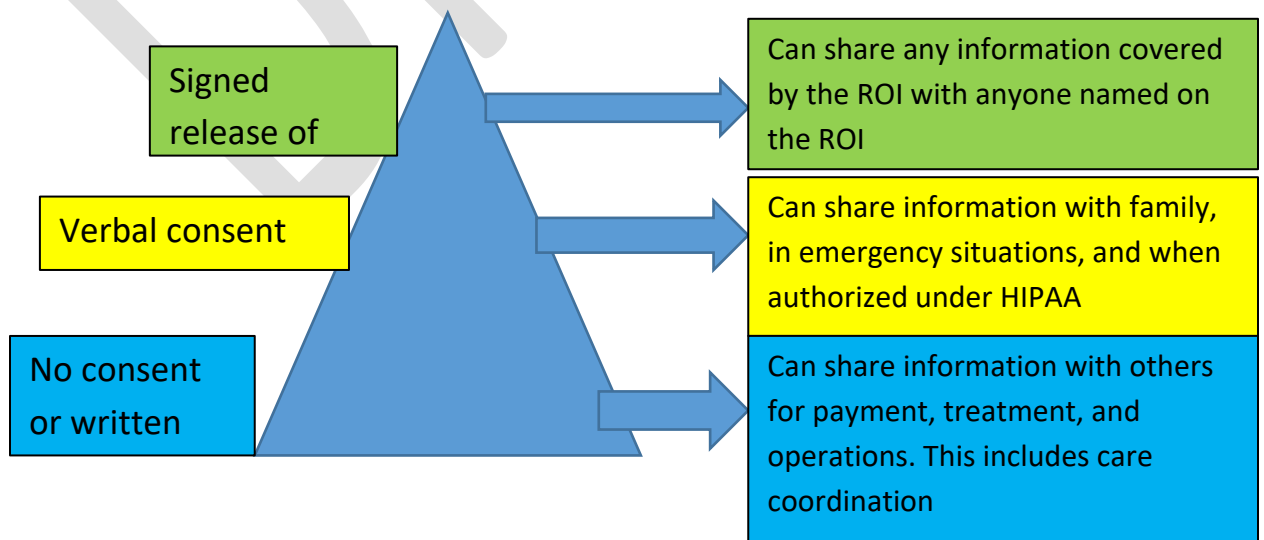 Signed
release of
Can share any information covered
by the ROI with anyone named on
the ROI
Verbal consent
Can share information with family,
in emergency situations, and when
authorized under HIPAA
No consent
or written
Can share information with others
for payment, treatment, and
operations. This includes care
coordination